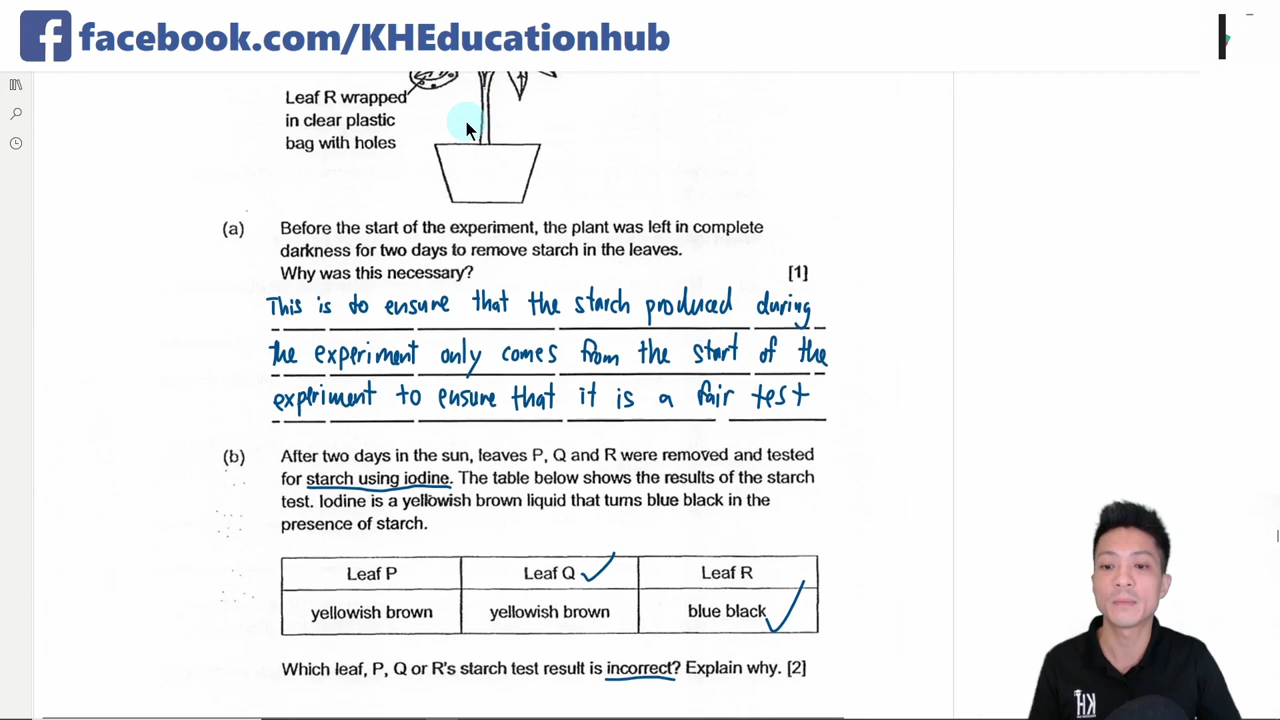 facebook.com/KHEducationhub
Leaf R wrapped
in clear plastic
bag with holes
(a) Before the start of the experiment, the plant was left in complete
darkness for two days to remove starch in the leaves.
Why was this necessary? [1]
This is to ensure that the starch produced during
the experiment only comes from the start of the
experiment to ensure that it is a fair test
(b) After two days in the sun, leaves P, Q and R were removed and tested
for starch using iodine. The table below shows the results of the starch
test. Iodine is a yellowish brown liquid that turns blue black in the
presence of starch.
Leaf P Leaf Q Leaf R
yellowish brown yellowish brown blue black
Which leaf, P, Q or R's starch test result is incorrect? Explain why. [2]
KH